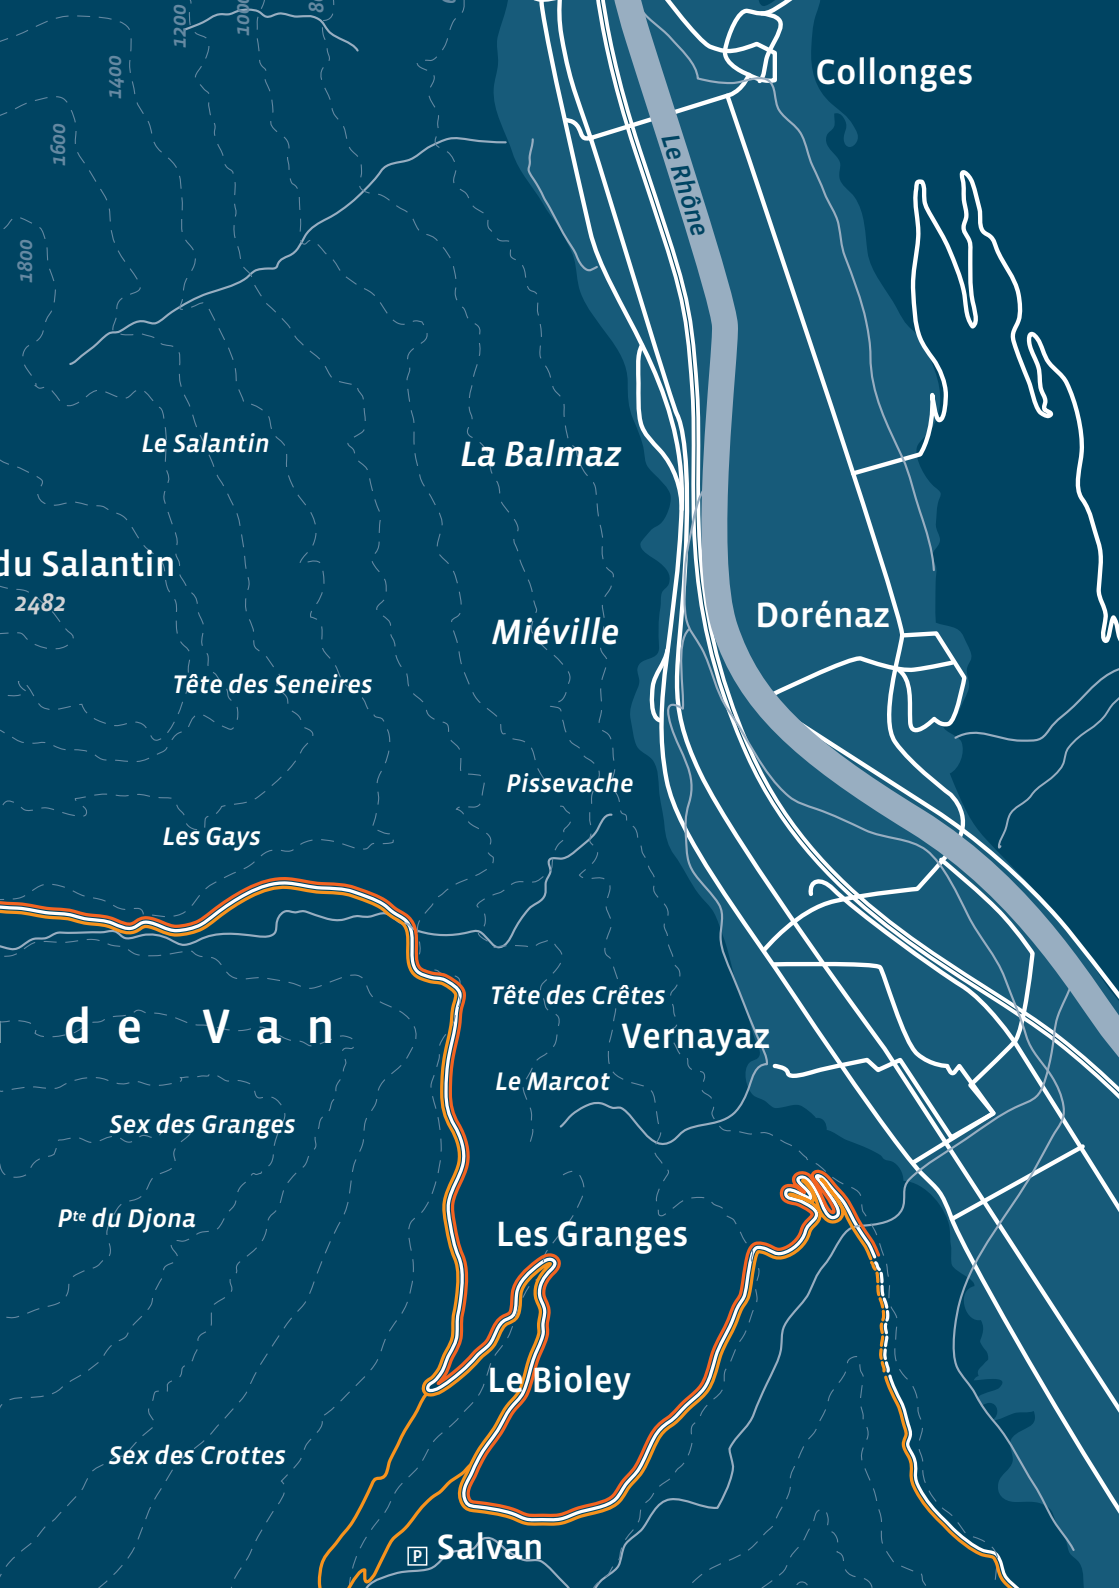 1200
1000
1400
Collonges
1600
Le Rhône
1800
Le Salantin
La Balmaz
du Salantin
2482
Dorénaz
Miéville
Tête des Seneires
Pissevache
Les Gays
Tête des Crêtes
de Van
Vernayaz
Le Marcot
Sex des Granges
Pte du Djona
Les Granges
Le Bioley
Sex des Crottes
P Salvan